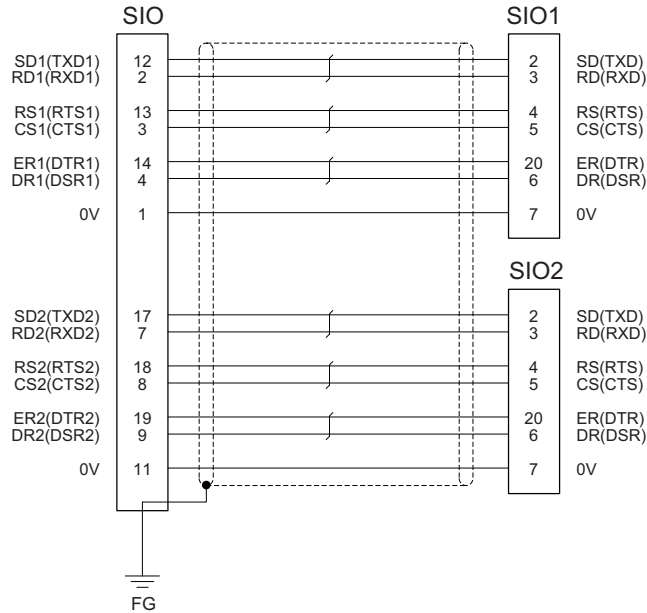 SIO SIO1
SD1(TXD1) 12 2 SD(TXD)
RD1(RXD1) 2 3 RD(RXD)
RS1(RTS1) 13 4 RS(RTS)
CS1(CTS1) 3 5 CS(CTS)
ER1(DTR1) 14 20 ER(DTR)
DR1(DSR1) 4 6 DR(DSR)
0V 1 7 0V
SIO2
SD2(TXD2) 17 2 SD(TXD)
RD2(RXD2) 7 3 RD(RXD)
RS2(RTS2) 18 4 RS(RTS)
CS2(CTS2) 8 5 CS(CTS)
ER2(DTR2) 19 20 ER(DTR)
DR2(DSR2) 9 6 DR(DSR)
0V 11 7 0V
FG